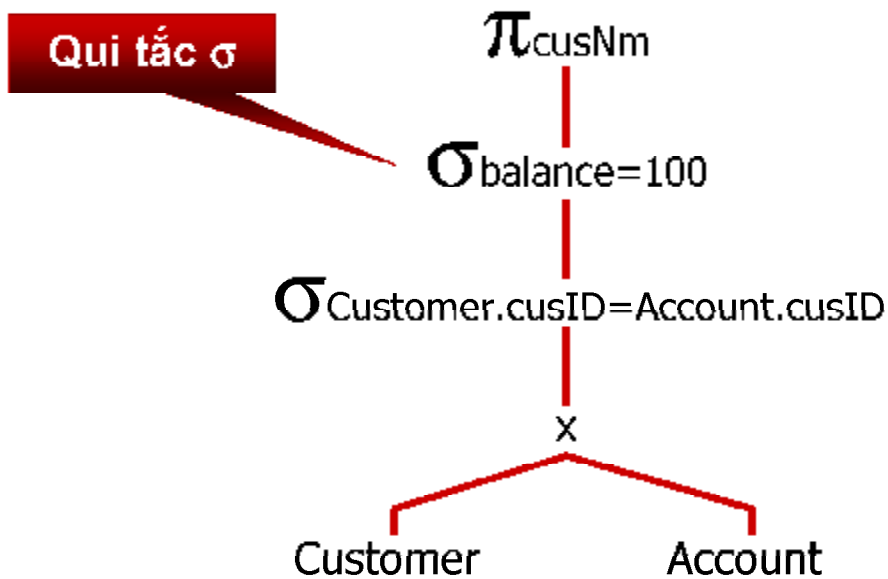 Qui tắc σ
πcusNm
σbalance=100
σCustomer.cusID=Account.cusID
x
Customer
Account